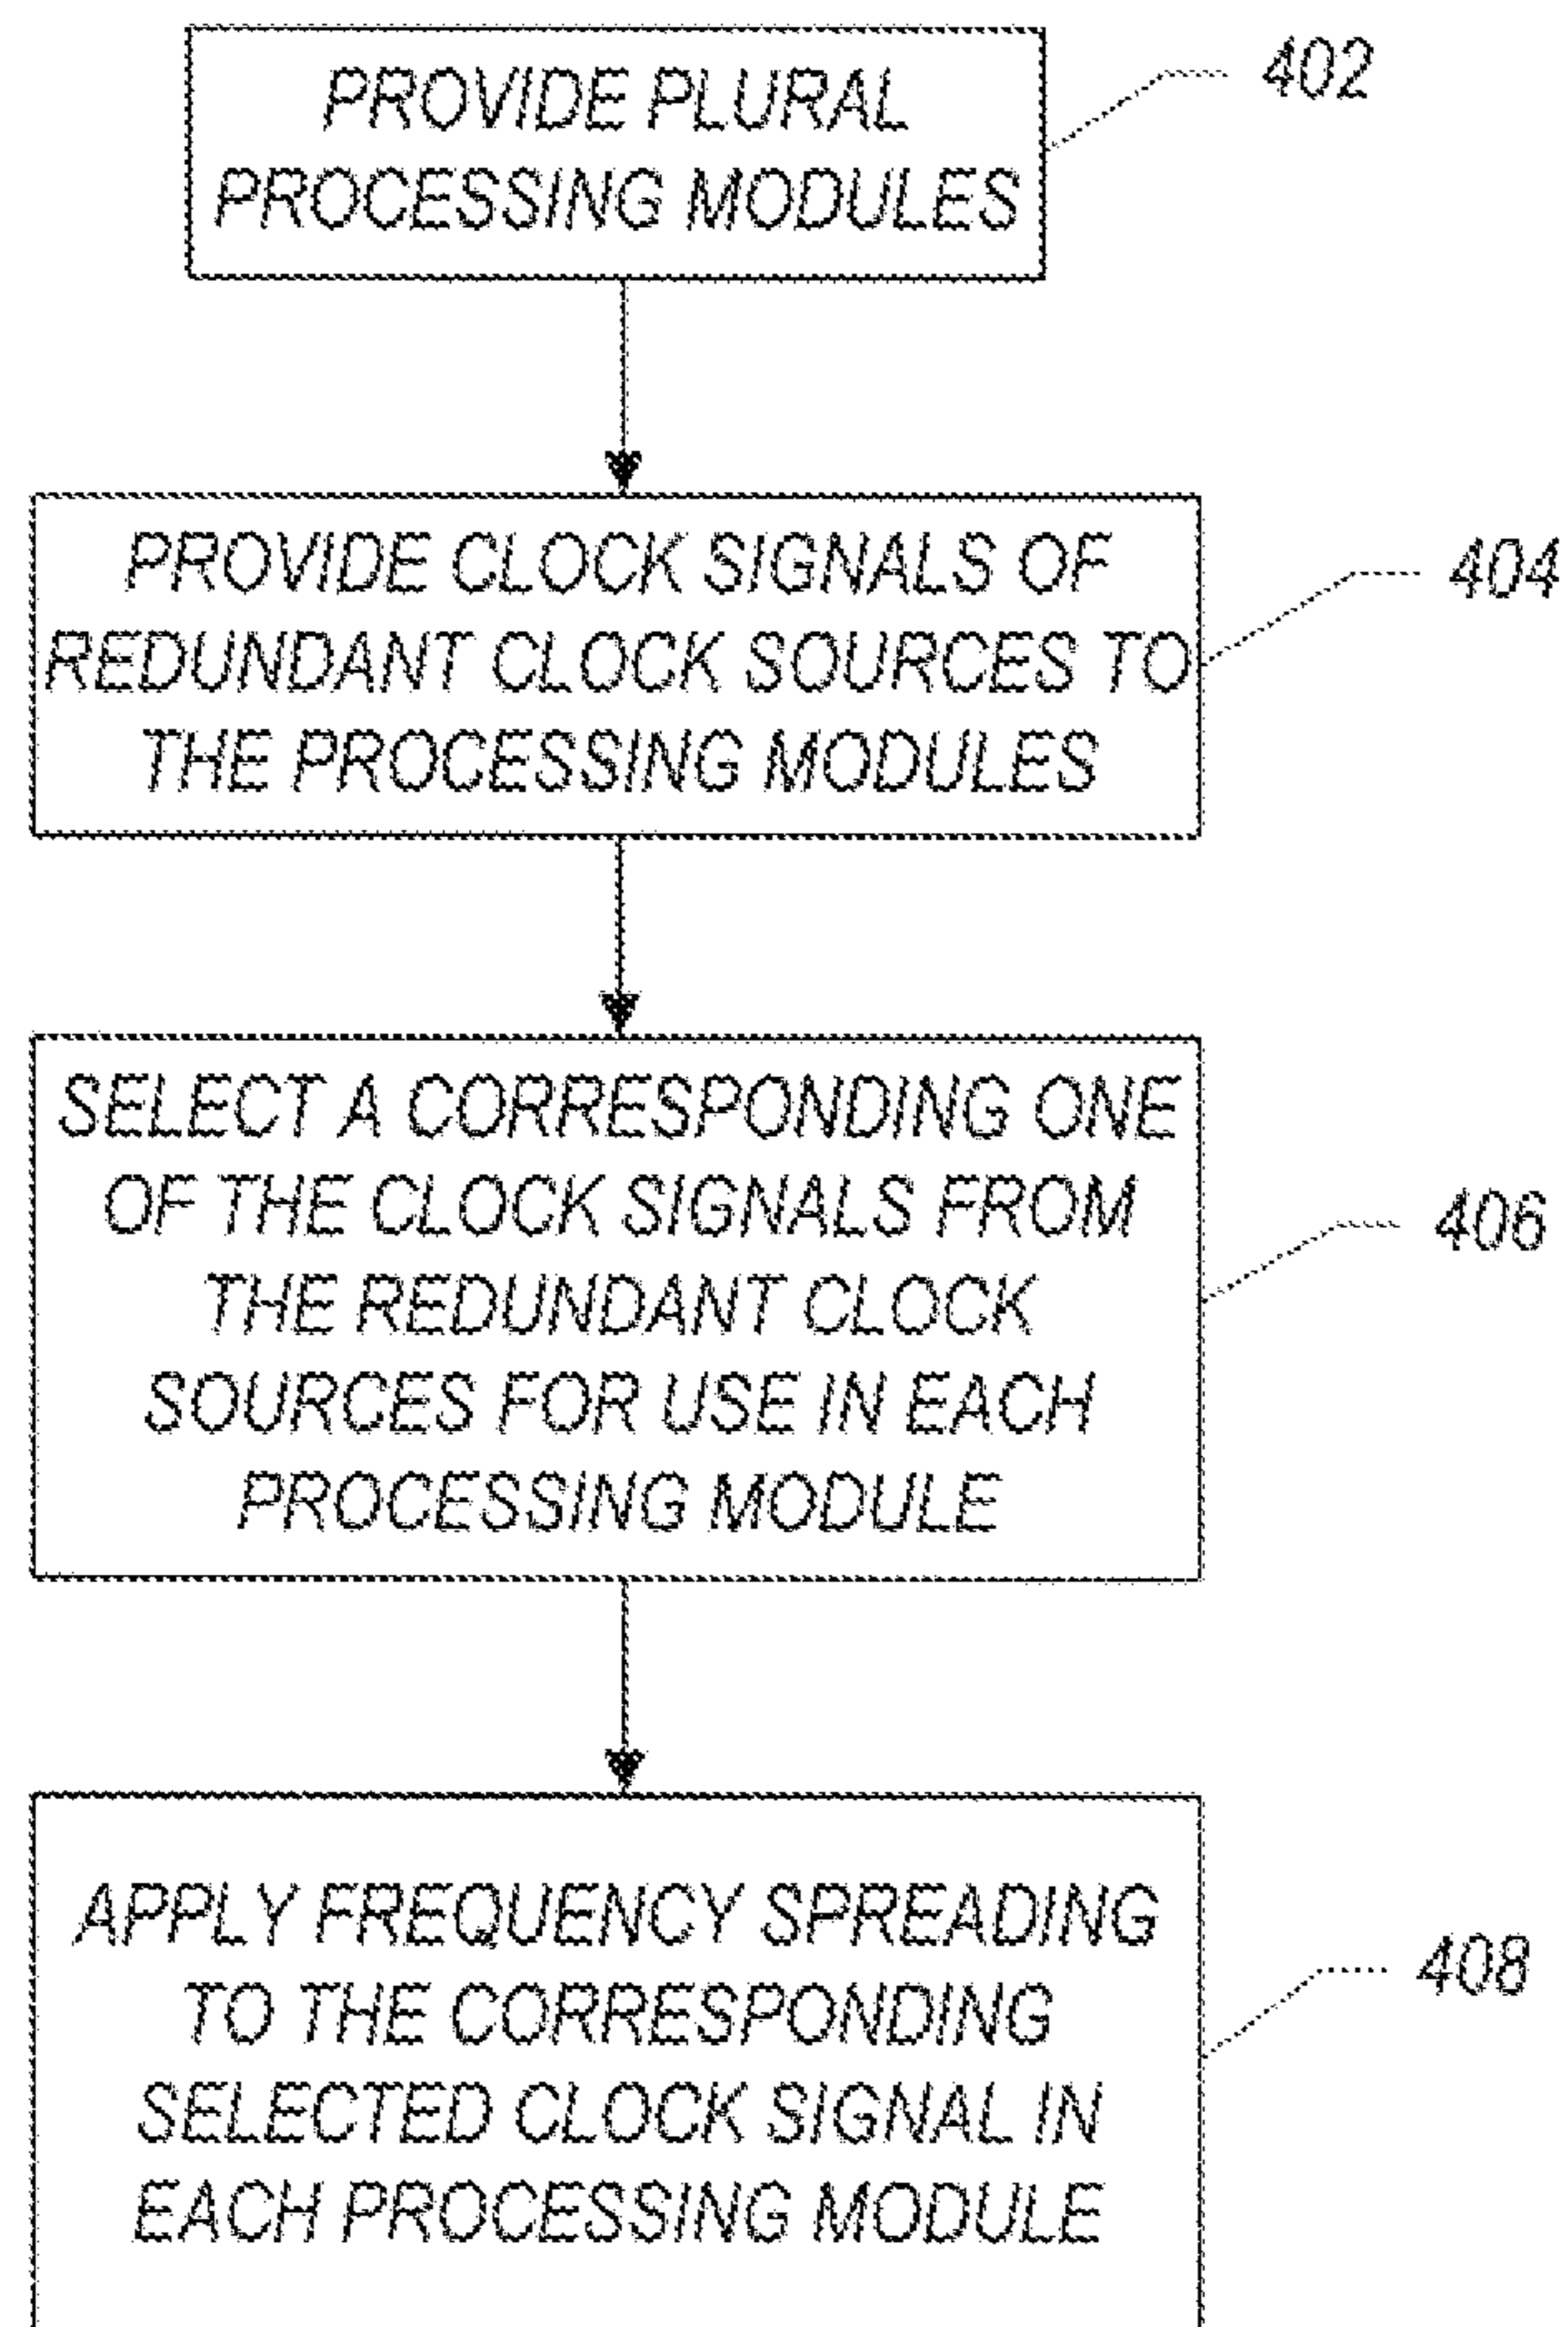 PROVIDE PLURAL
PROCESSING MODULES
402
PROVIDE CLOCK SIGNALS OF
REDUNDANT CLOCK SOURCES TO
THE PROCESSING MODULES
404
SELECT A CORRESPONDING ONE
OF THE CLOCK SIGNALS FROM
THE REDUNDANT CLOCK
SOURCES FOR USE IN EACH
PROCESSING MODULE
406
APPLY FREQUENCY SPREADING
TO THE CORRESPONDING
SELECTED CLOCK SIGNAL IN
EACH PROCESSING MODULE
408